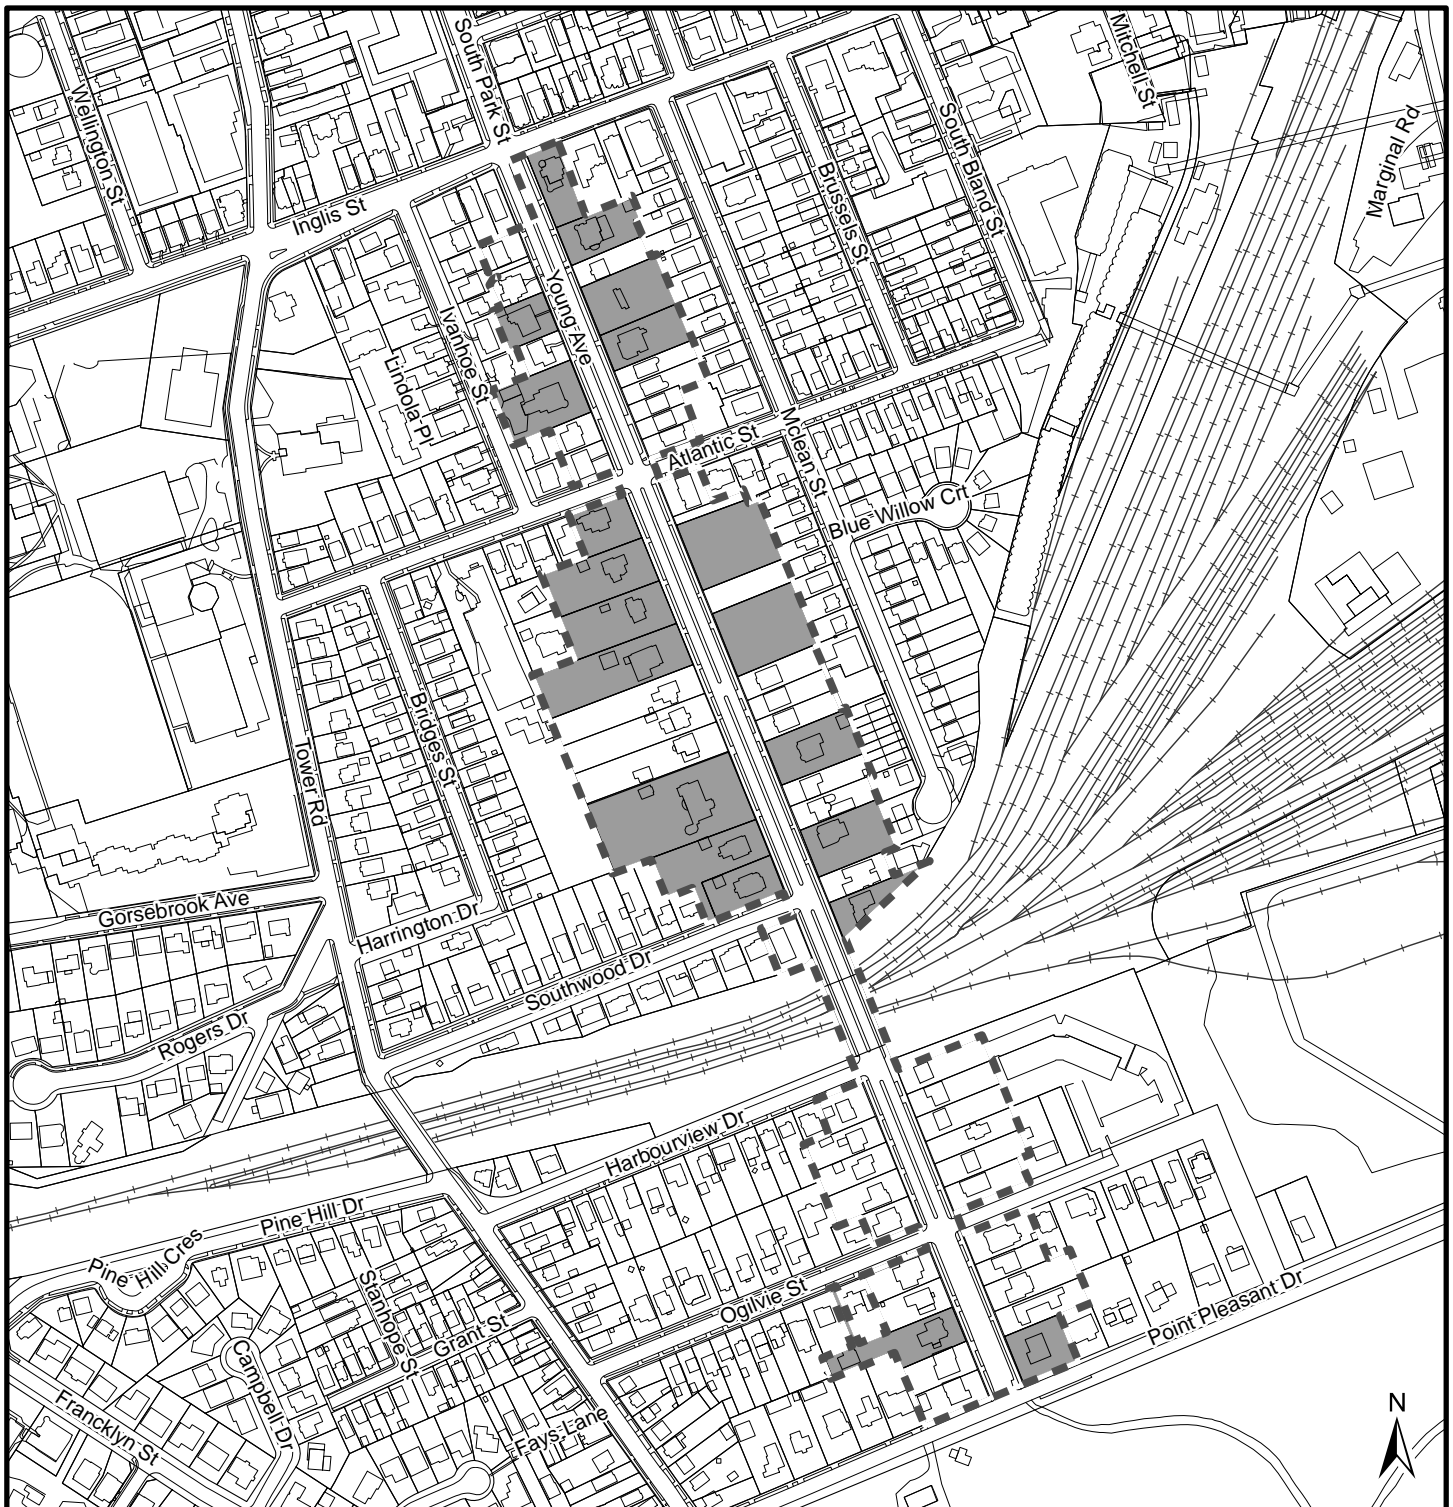 South Park St
Mitchell St
Wellington St
South Bland St
Marginal Rd
Brussels St
Inglis St
Young Ave
Ivanhoe St
Lindola Pl
Mclean St
Atlantic St
Blue Willow Crt
Bridges St
Tower Rd
Gorsebrook Ave
Harrington Dr
Southwood Dr
Rogers Dr
Harbourview Dr
Pine Hill Dr
Pine Hill Cres
Stanhope St
Ogilvie St
Point Pleasant Dr
Grant St
Campbell Dr
Francklyn St
Fays Lane
N